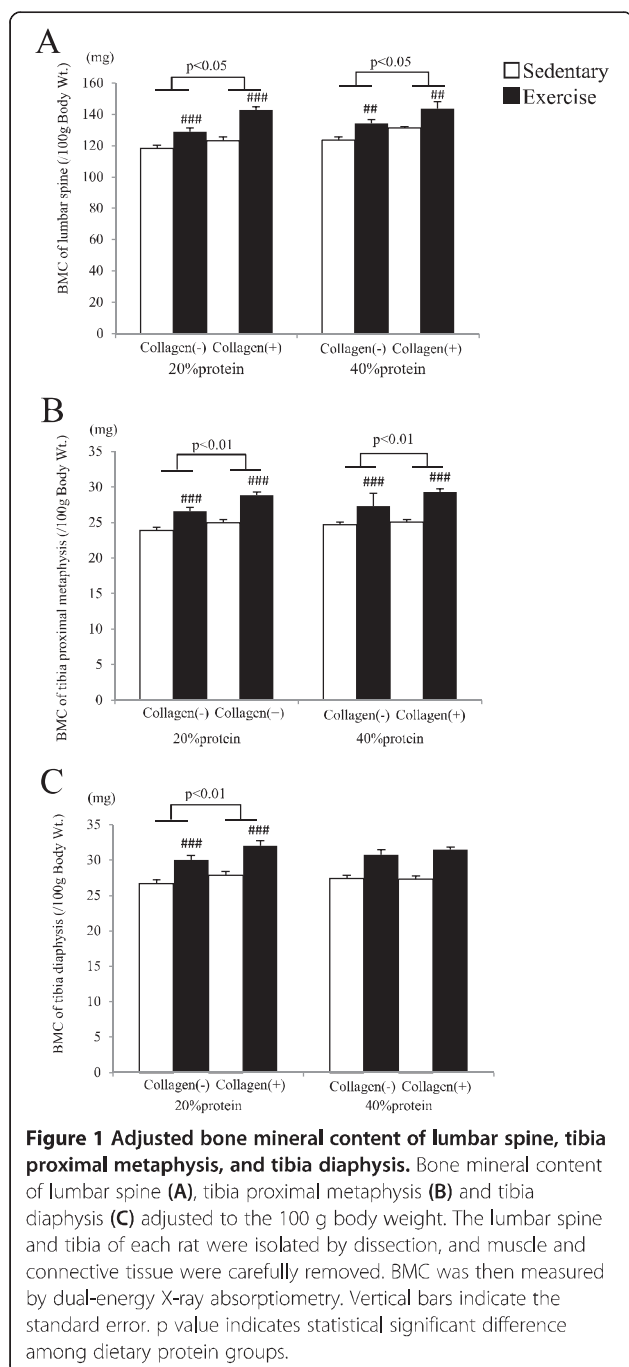 A
(mg)
p<0.05
p<0.05
Sedentary
Exercise
160
140
120
100
80
60
40
20
0
BMC of lumbar spine (/100g Body Wt.)
###
###
##
##
Collagen(-) Collagen(+)
Collagen(-) Collagen(+)
20%protein
40%protein
B
(mg)
p<0.01
p<0.01
35
30
25
20
15
10
5
0
BMC of tibia proximal metaphysis (/100g Body Wt.)
###
###
###
###
Collagen(-) Collagen(−)
Collagen(-) Collagen(+)
20%protein
40%protein
C
(mg)
p<0.01
35
30
25
20
15
10
5
0
BMC of tibia diaphysis (/100g Body Wt.)
###
###
Collagen(-) Collagen(+)
Collagen(-) Collagen(+)
20%protein
40%protein
Figure 1 Adjusted bone mineral content of lumbar spine, tibia
proximal metaphysis, and tibia diaphysis. Bone mineral content
of lumbar spine (A), tibia proximal metaphysis (B) and tibia
diaphysis (C) adjusted to the 100 g body weight. The lumbar spine
and tibia of each rat were isolated by dissection, and muscle and
connective tissue were carefully removed. BMC was then measured
by dual-energy X-ray absorptiometry. Vertical bars indicate the
standard error. p value indicates statistical significant difference
among dietary protein groups.